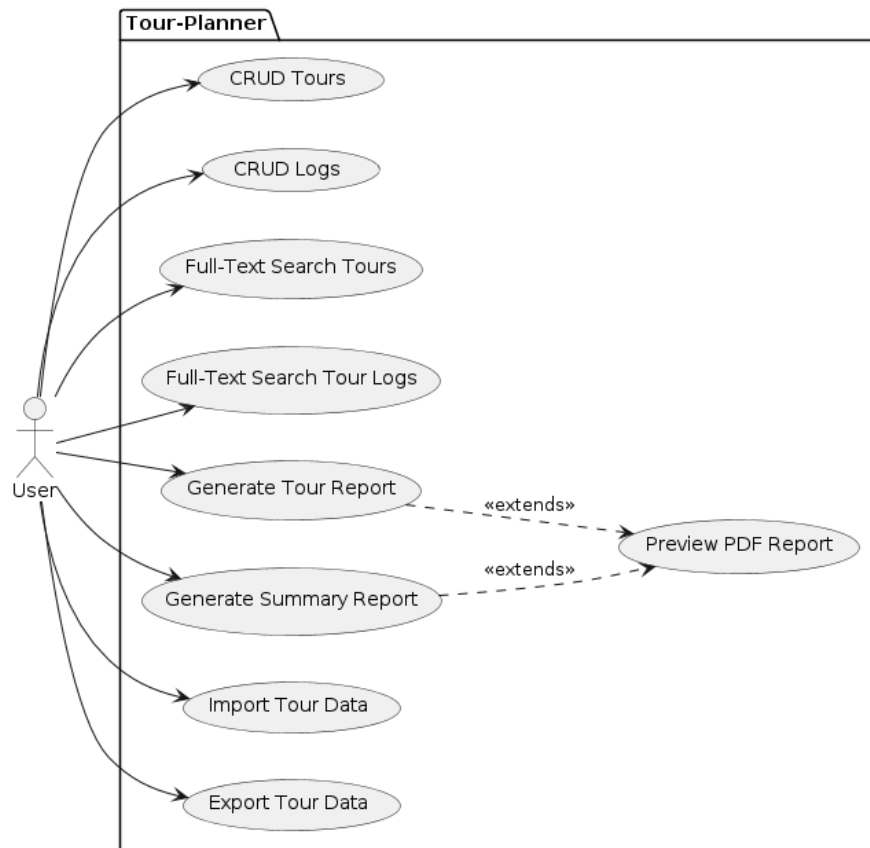 Tour-Planner
CRUD Tours
CRUD Logs
Full-Text Search Tours
Full-Text Search Tour Logs
User
Generate Tour Report
«extends»
Preview PDF Report
«extends»
Generate Summary Report
Import Tour Data
Export Tour Data